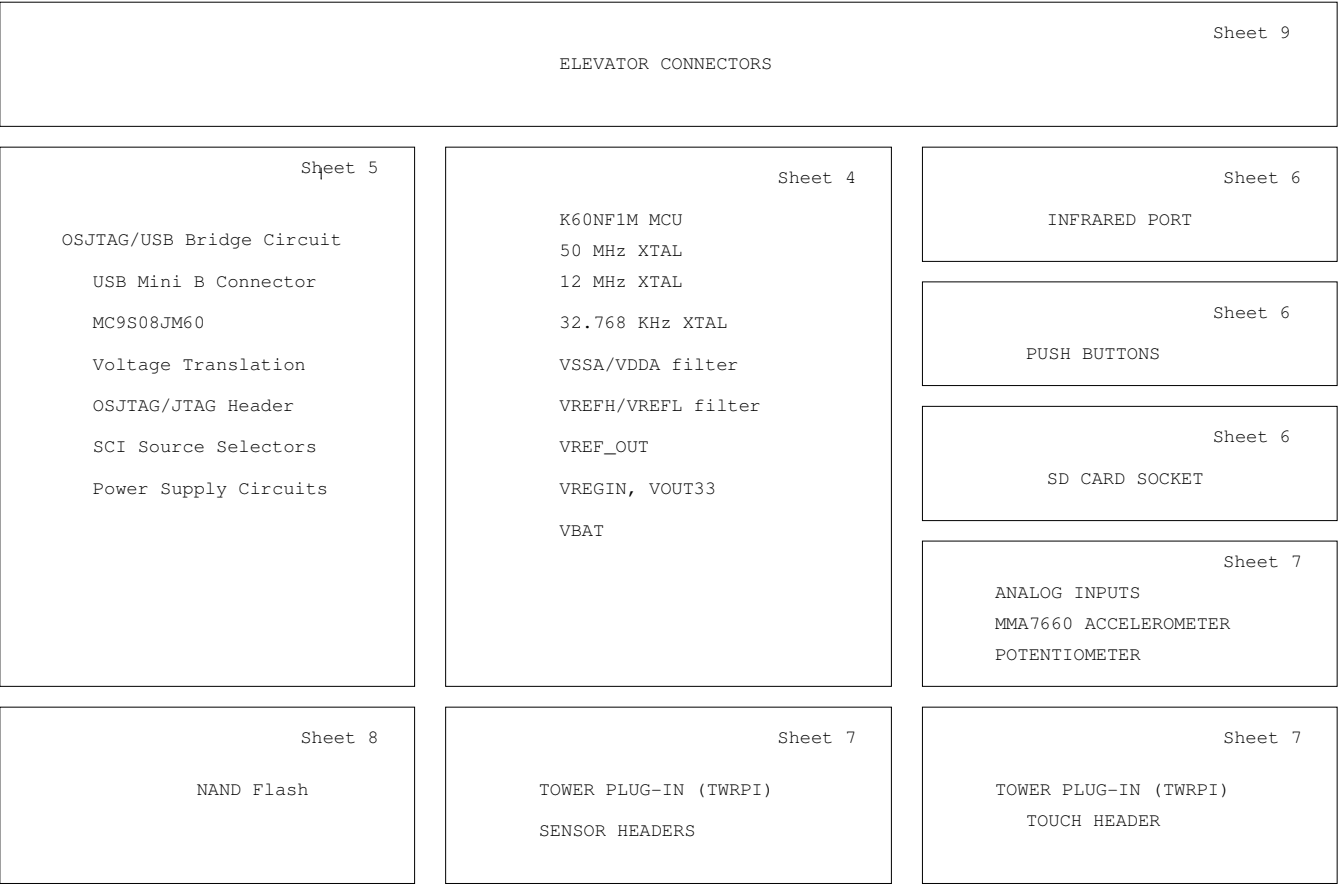 Sheet 9
ELEVATOR CONNECTORS
Sheet 5
OSJTAG/USB Bridge Circuit
USB Mini B Connector
MC9S08JM60
Voltage Translation
OSJTAG/JTAG Header
SCI Source Selectors
Power Supply Circuits
Sheet 4
K60NF1M MCU
50 MHz XTAL
12 MHz XTAL
32.768 KHz XTAL
VSSA/VDDA filter
VREFH/VREFL filter
VREF_OUT
VREGIN, VOUT33
VBAT
Sheet 6
INFRARED PORT
Sheet 6
PUSH BUTTONS
Sheet 6
SD CARD SOCKET
Sheet 7
ANALOG INPUTS
MMA7660 ACCELEROMETER
POTENTIOMETER
Sheet 8
NAND Flash
Sheet 7
TOWER PLUG-IN (TWRPI)
SENSOR HEADERS
Sheet 7
TOWER PLUG-IN (TWRPI)
TOUCH HEADER